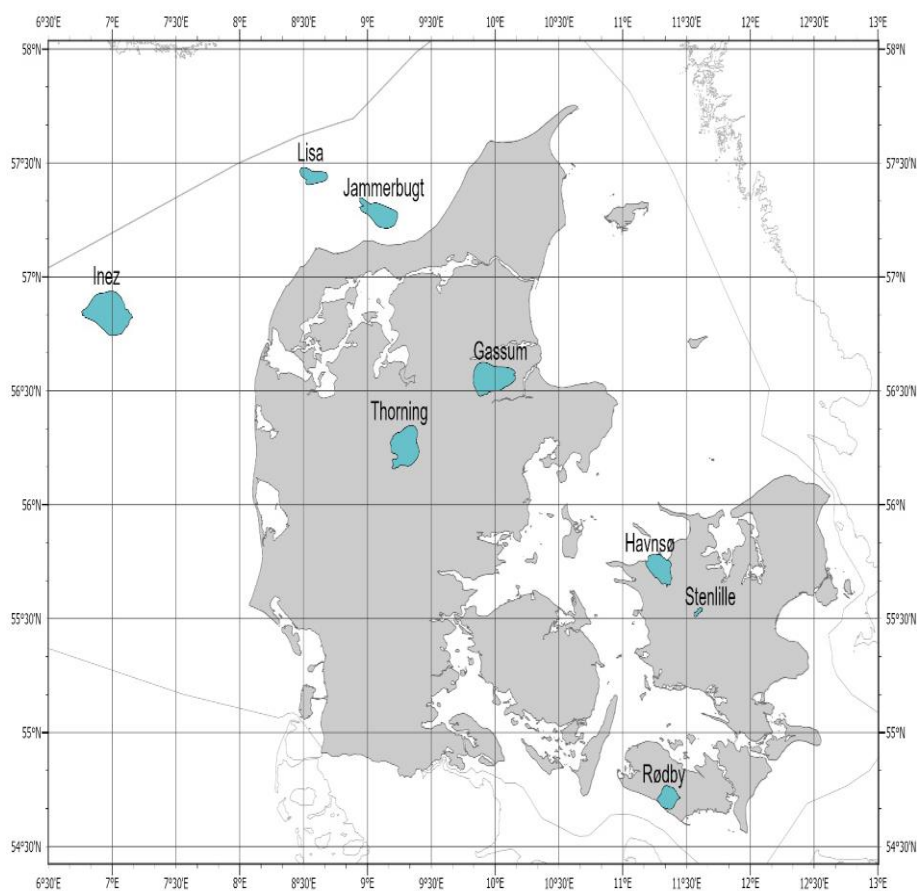 6°30'E 7°E 7°30'E 8°E 8°30'E 9°E 9°30'E 10°E 10°30'E 11°E 11°30'E 12°E 12°30'E 13°E
58°N 58°N
57°30'N 57°30'N
Lisa
Jammerbugt
57°N 57°N
Inez
Gassum
56°30'N 56°30'N
Thorning
56°N 56°N
Havnsø
Stenlille
55°30'N 55°30'N
55°N 55°N
Rødby
54°30'N 54°30'N
6°30'E 7°E 7°30'E 8°E 8°30'E 9°E 9°30'E 10°E 10°30'E 11°E 11°30'E 12°E 12°30'E 13°E